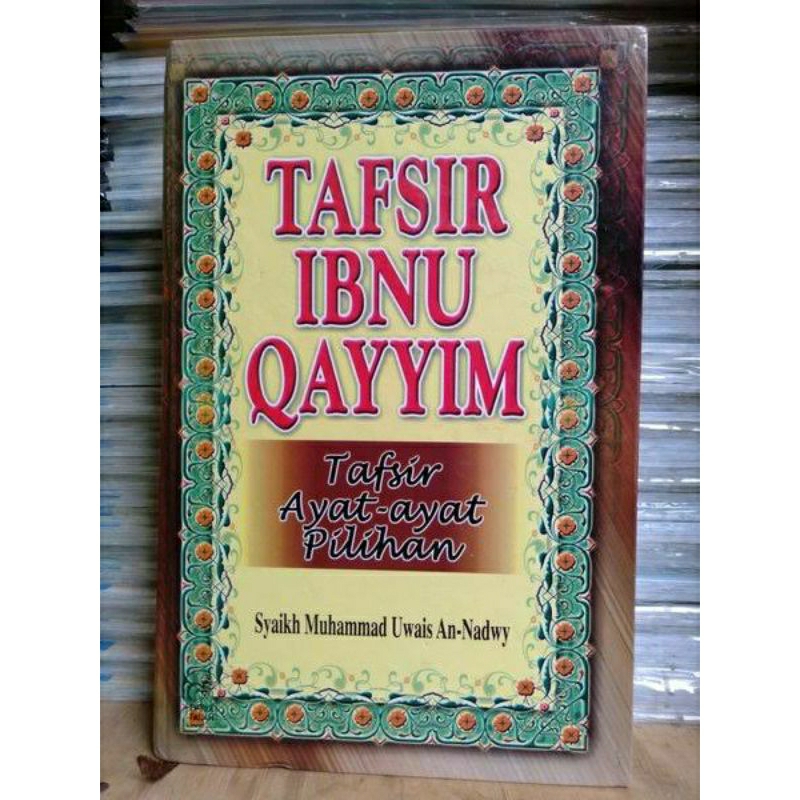 TAFSIR
IBNU
QAYYIM
Tafsir
Ayat-ayat
Pilihan
Syaikh Muhammad Uwais An-Nadwy